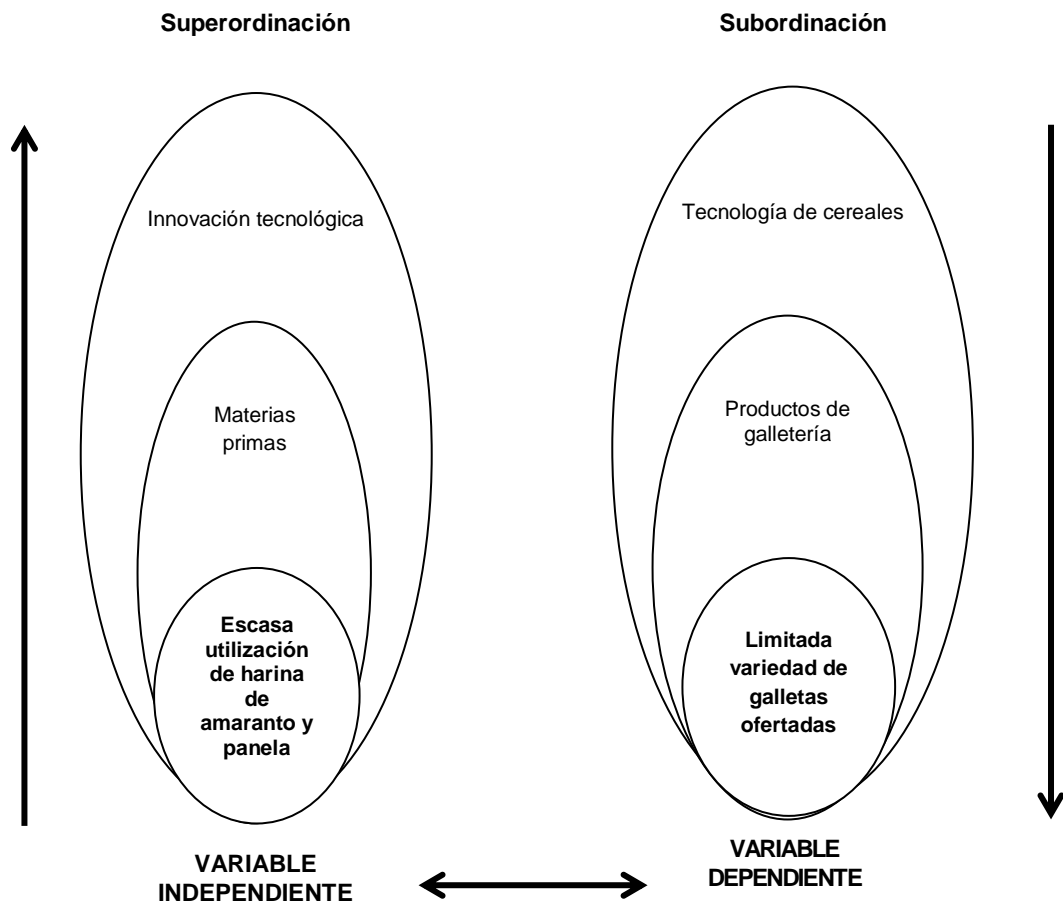 Superordinación
Subordinación
Innovación tecnológica
Tecnología de cereales
Materias
primas
Productos de
galletería
Escasa
utilización
de harina
de
amaranto y
panela
Limitada
variedad de
galletas
ofertadas
VARIABLE
INDEPENDIENTE
VARIABLE
DEPENDIENTE